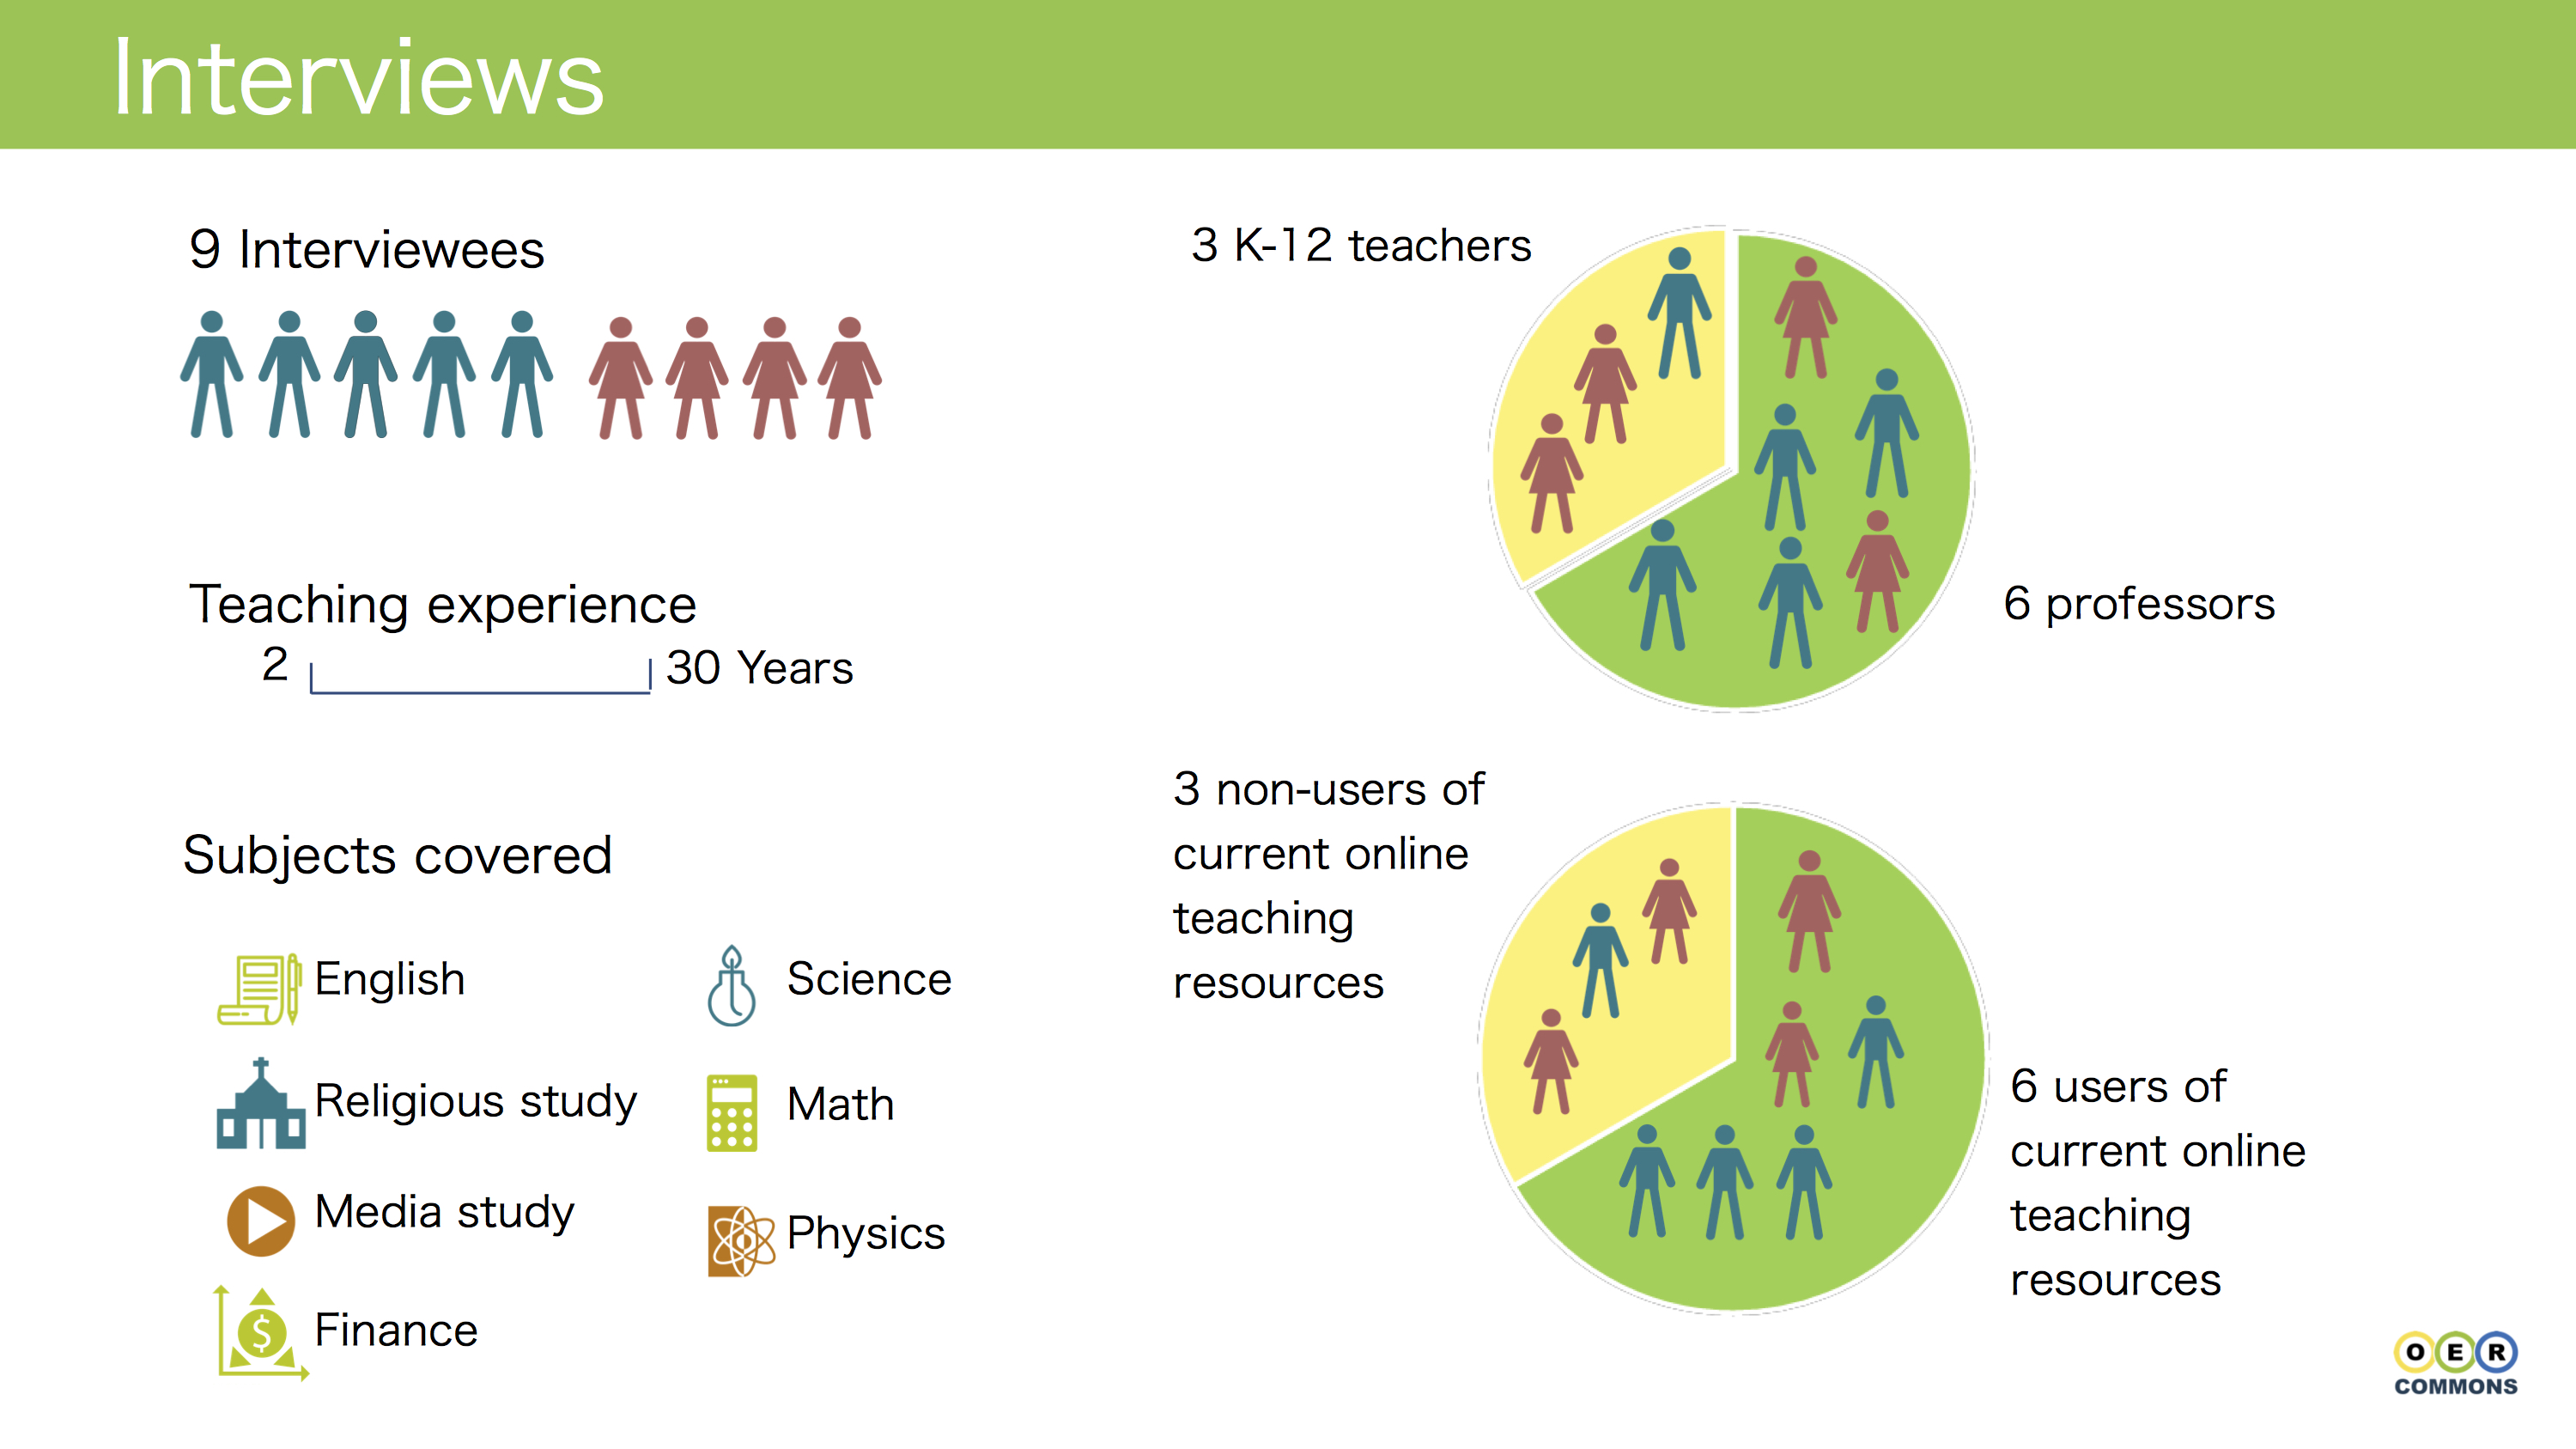 Interviews
9 Interviewees
Teaching experience
2
30 Years
Subjects covered
English
Religious study
Media study
$
Finance
Science
Math
Physics
3 K-12 teachers
6 professors
3 non-users of
current online
teaching
resources
6 users of
current online
teaching
resources
O E R
COMMONS